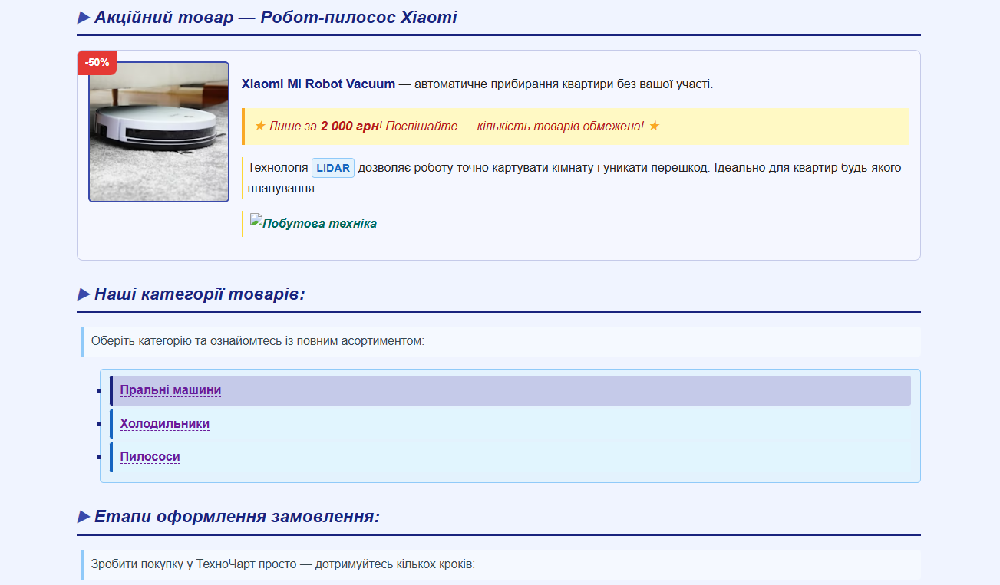 ▶ Акційний товар — Робот-пилосос Xiaomi
-50%
Xiaomi Mi Robot Vacuum — автоматичне прибирання квартири без вашої участі.
★ Лише за 2 000 грн! Поспішайте — кількість товарів обмежена! ★
Технологія LIDAR дозволяє роботу точно картувати кімнату і уникати перешкод. Ідеально для квартир будь-якого
планування.
Побутова техніка
▶ Наші категорії товарів:
Оберіть категорію та ознайомтесь із повним асортиментом:
Пральні машини
Холодильники
Пилососи
▶ Етапи оформлення замовлення:
Зробити покупку у ТехноЧарт просто — дотримуйтесь кількох кроків: